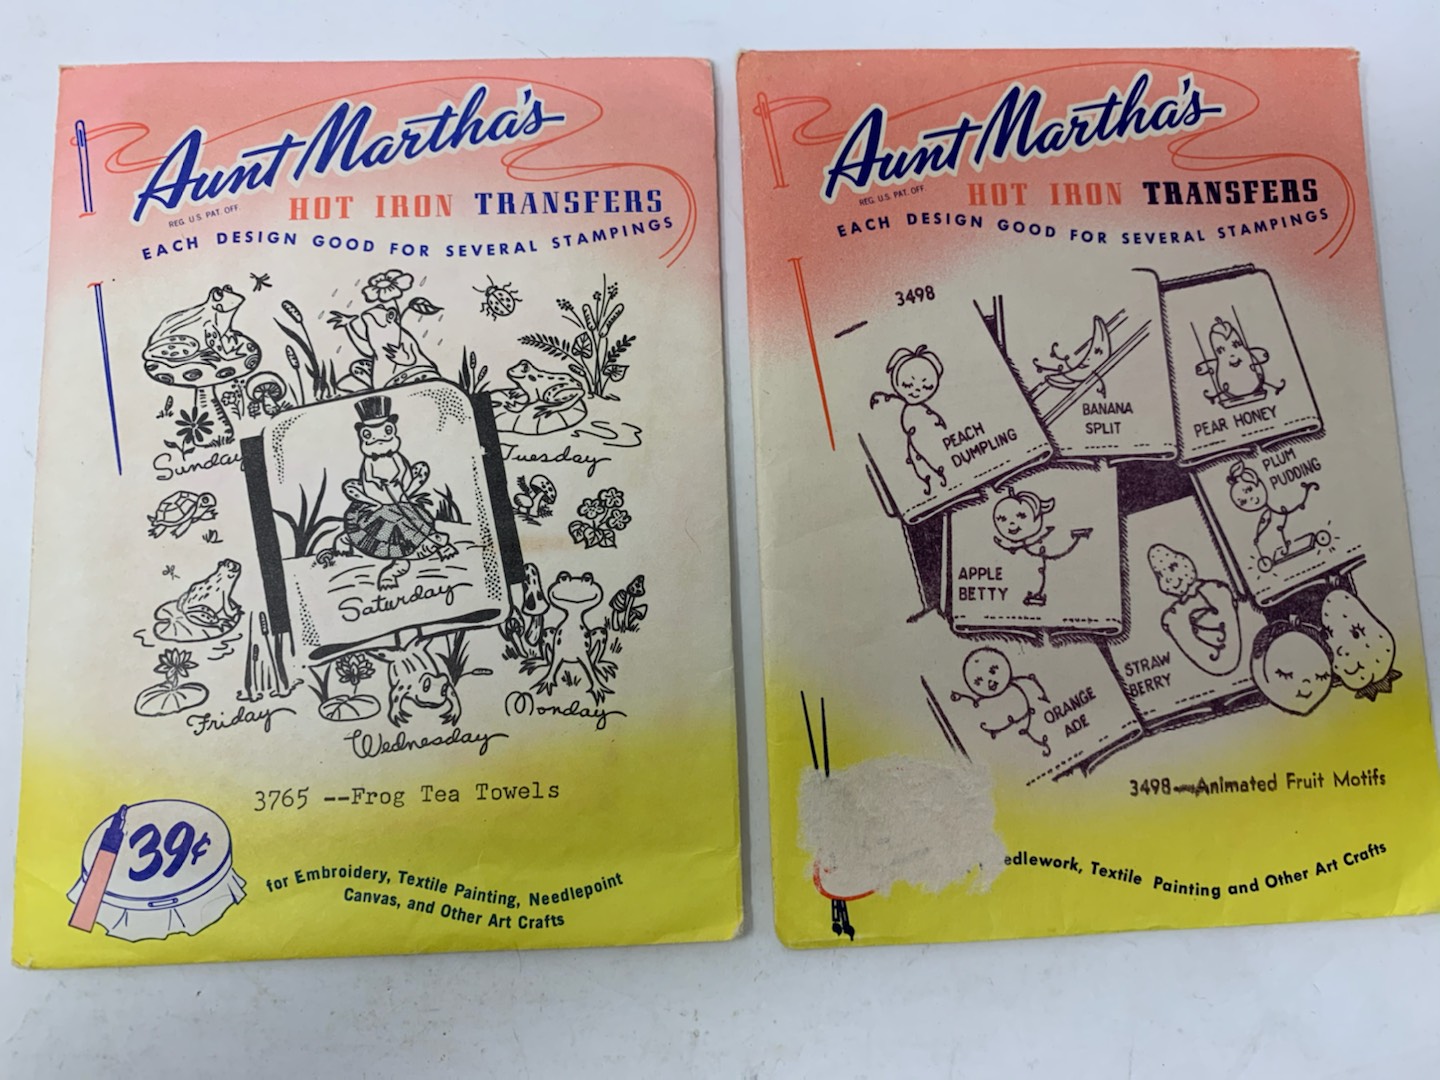 Aunt Martha's
REG. U.S. PAT. OFF
HOT IRON TRANSFERS
EACH DESIGN GOOD FOR SEVERAL STAMPINGS
Sunday
Tuesday
Saturday
Friday
Monday
Wednesday
3765 --Frog Tea Towels
39¢
for Embroidery, Textile Painting, Needlepoint
Canvas, and Other Art Crafts
Aunt Martha's
REG. U.S. PAT. OFF
HOT IRON TRANSFERS
EACH DESIGN GOOD FOR SEVERAL STAMPINGS
3498
PEACH
DUMPLING
BANANA
SPLIT
PEAR HONEY
PLUM
PUDDING
APPLE
BETTY
STRAW
BERRY
ORANGE
ADE
3498—Animated Fruit Motifs
edlework, Textile Painting and Other Art Crafts